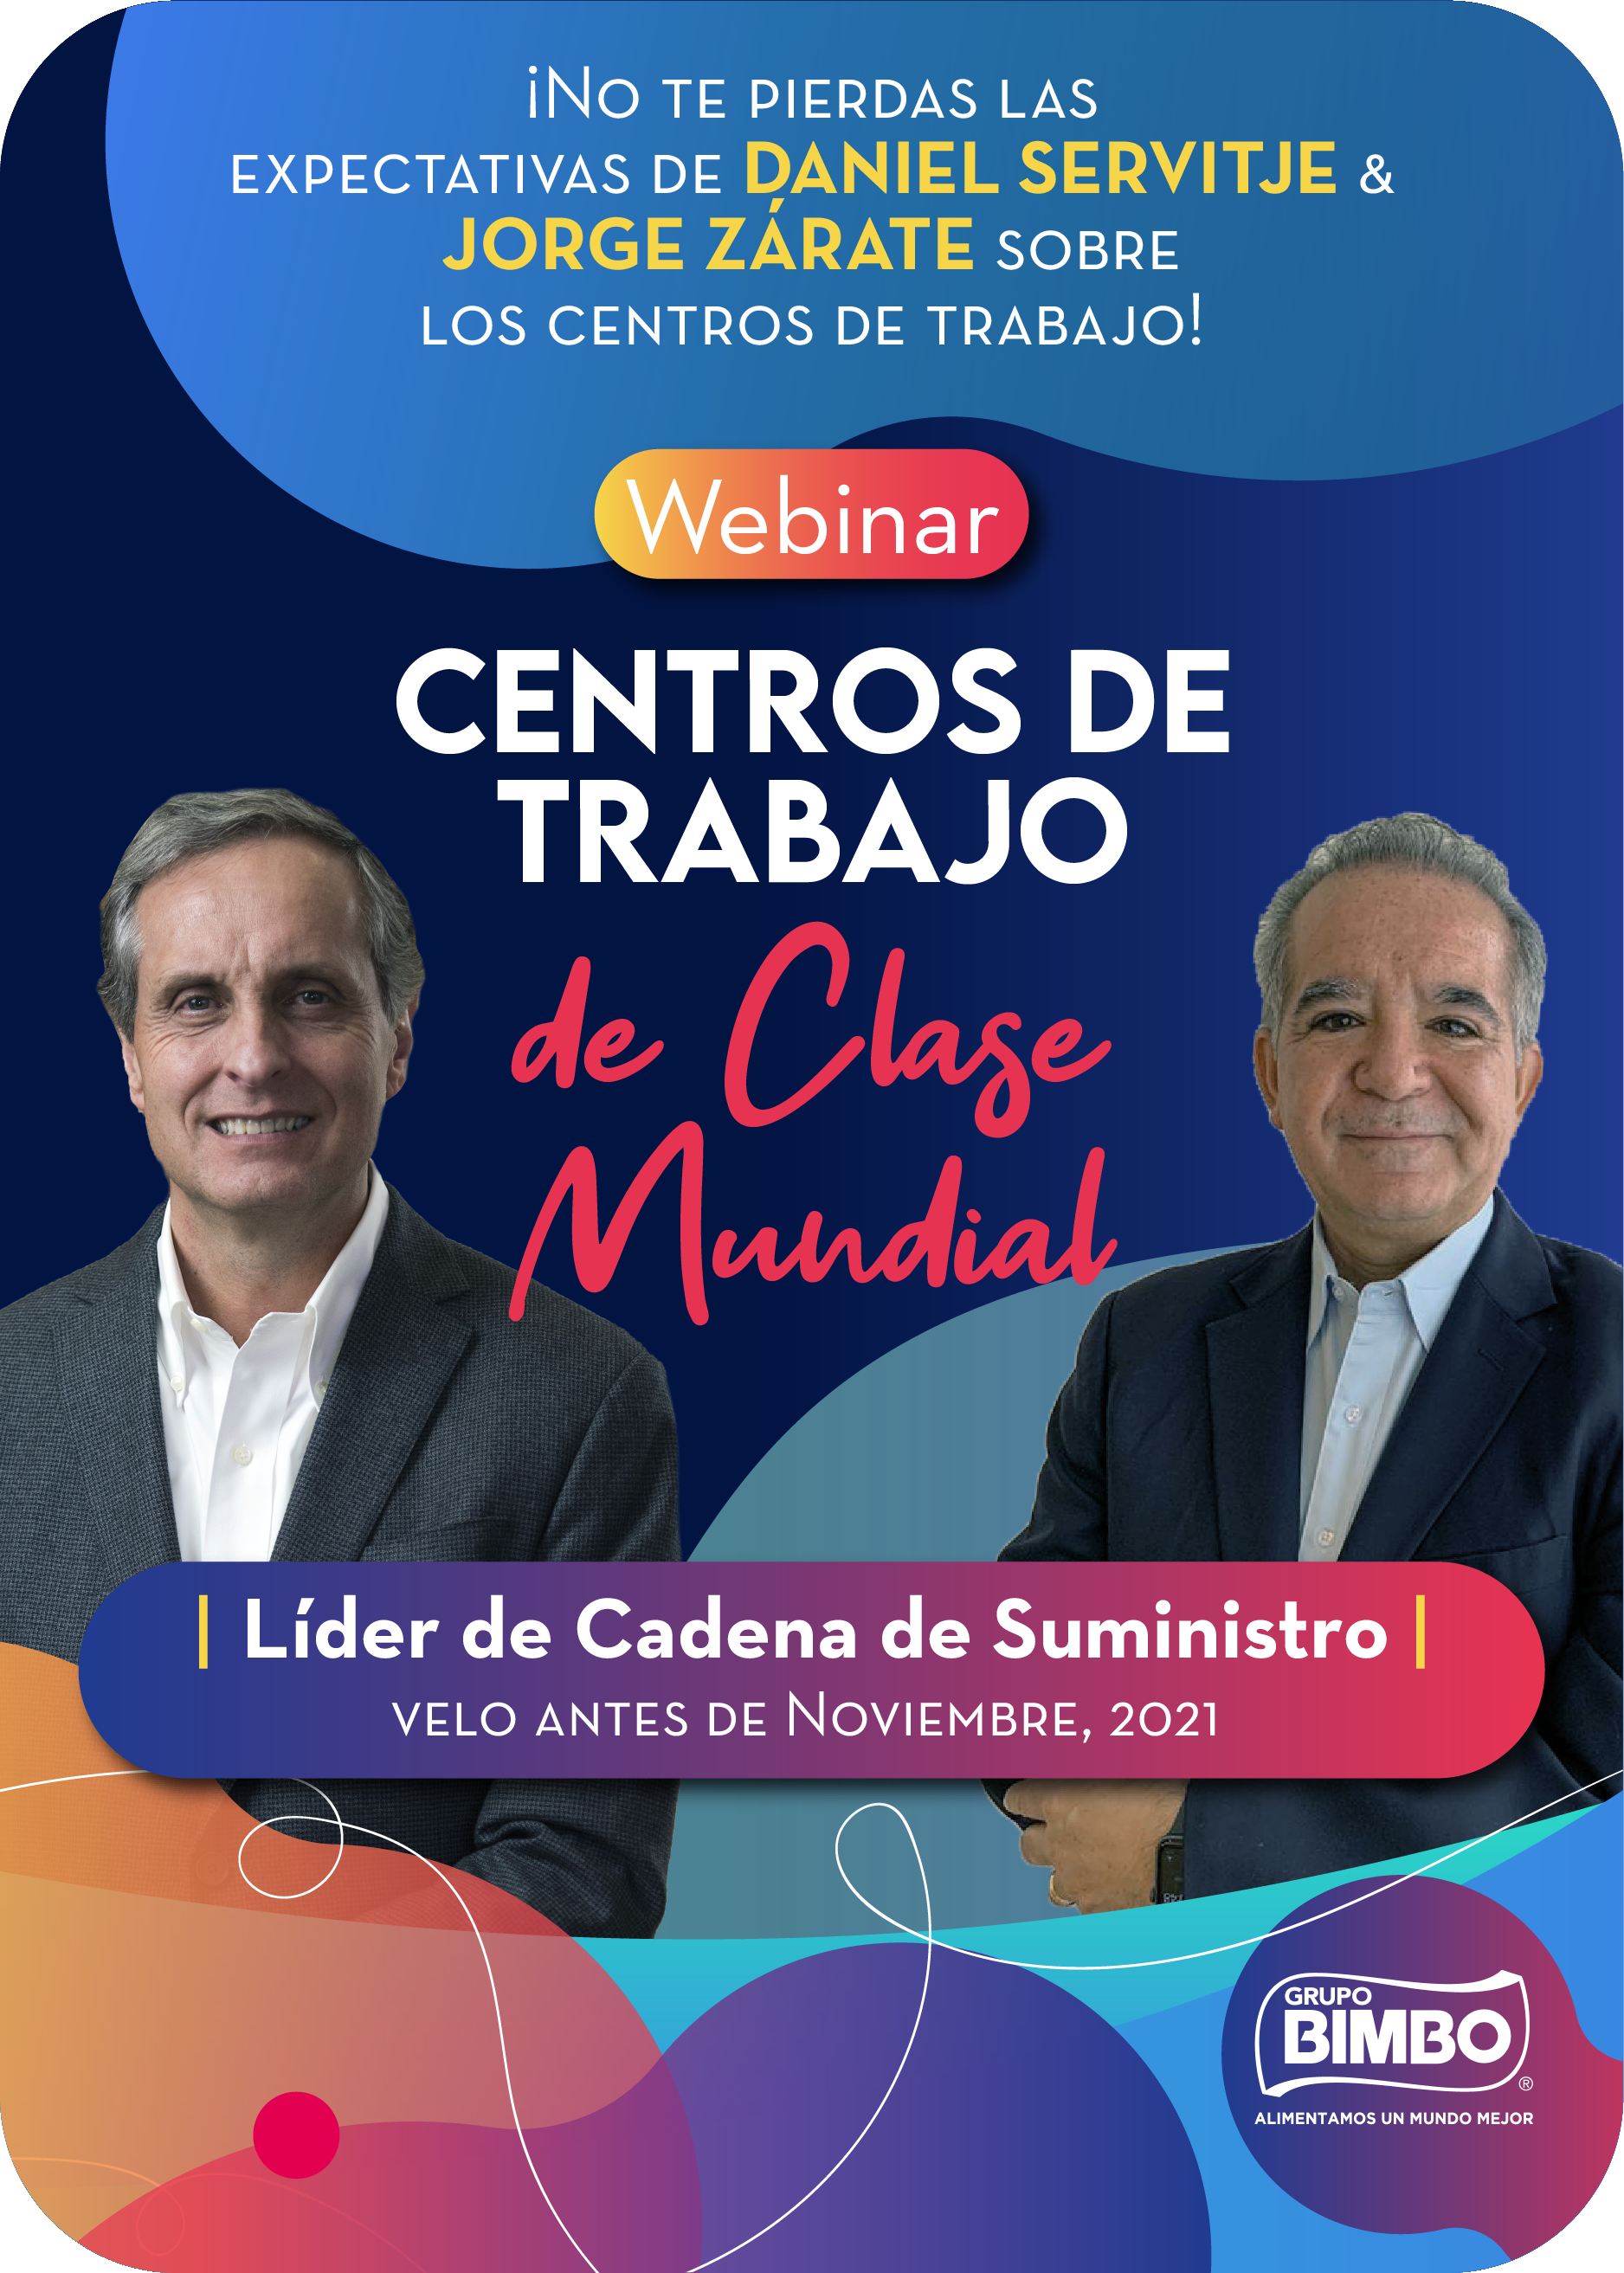 ¡No te pierdas las
expectativas de DANIEL SERVITJE &
JORGE ZÁRATE sobre
los centros de trabajo!
Webinar
CENTROS DE
TRABAJO
de Clase
Mundial
| Líder de Cadena de Suministro |
velo antes de Noviembre, 2021
GRUPO
BIMBO
®
ALIMENTAMOS UN MUNDO MEJOR